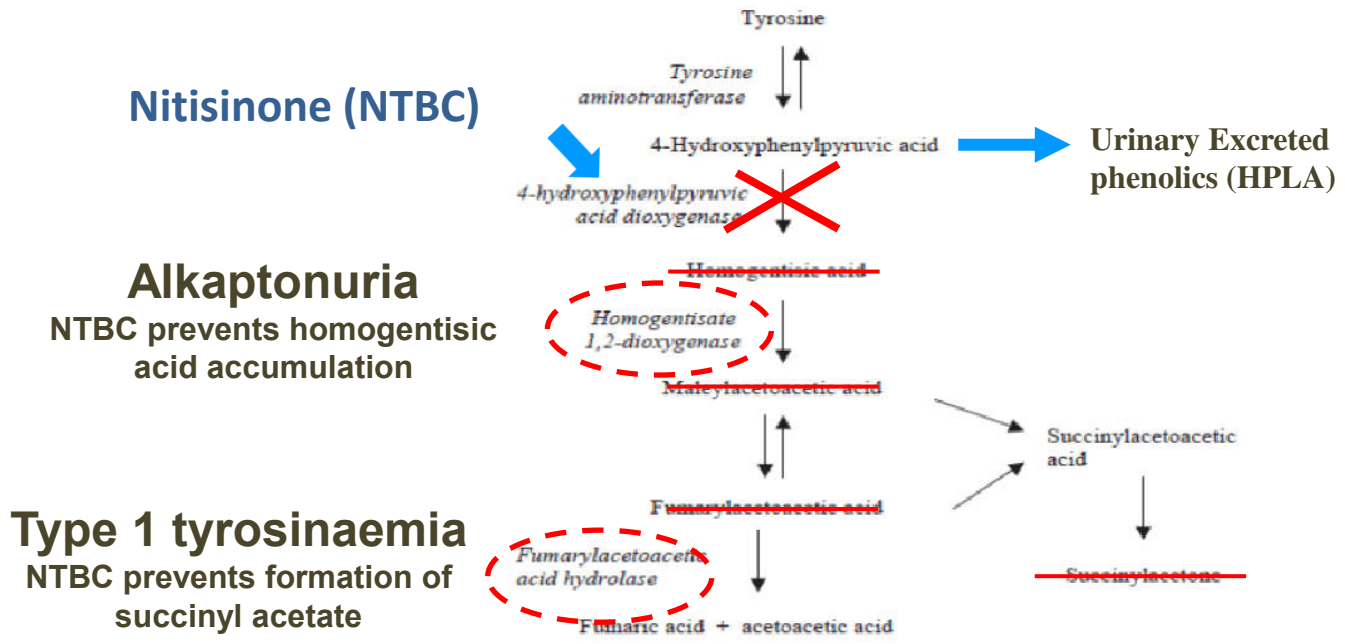 Tyrosine
Nitisinone (NTBC)
Tyrosine
aminotransferase
4-Hydroxyphenylpyruvic acid
Urinary Excreted
phenolics (HPLA)
4-hydroxyphenylpyruvic
acid dioxygenase
Homogentisic acid
Alkaptonuria
NTBC prevents homogentisic
acid accumulation
Homogentisate
1,2-dioxygenase
Maleylacetoacetic acid
Succinylacetoacetic
acid
Fumarylacetoacetic acid
Type 1 tyrosinaemia
NTBC prevents formation of
succinyl acetate
Fumarylacetoacetic
acid hydrolase
Succinylacetone
Fumaric acid + acetoacetic acid